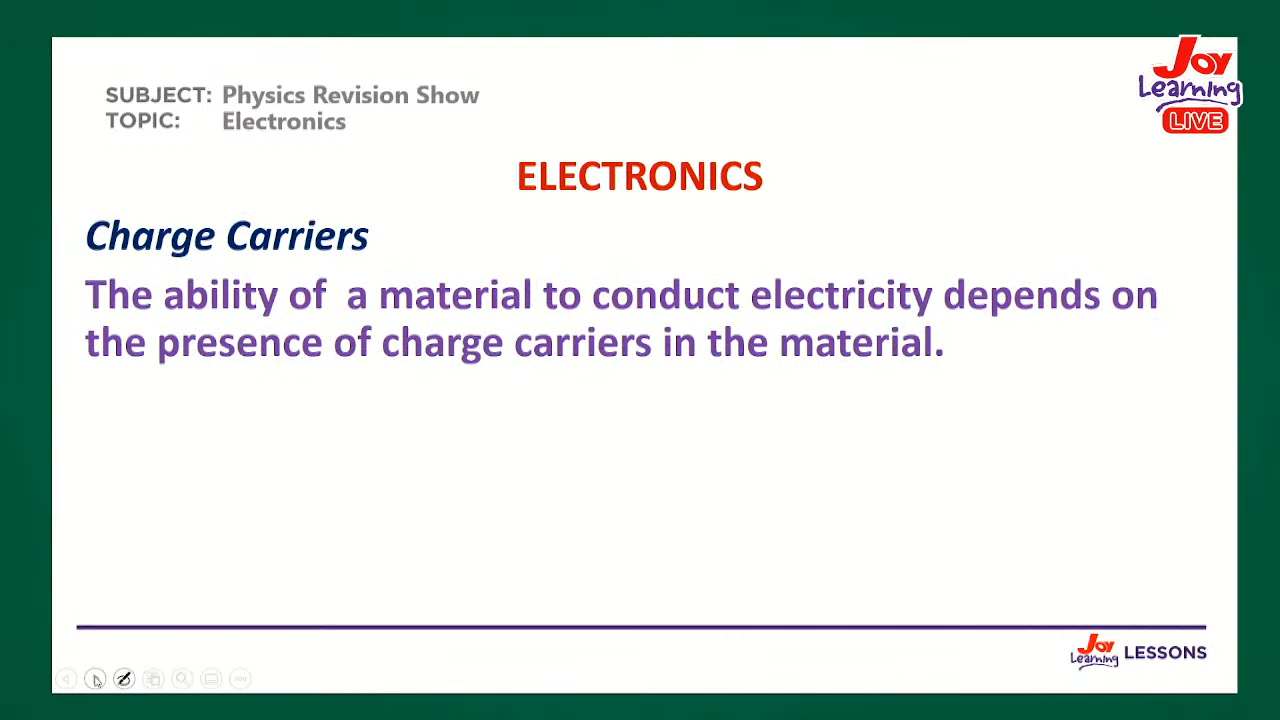 Joy
Learning
LIVE
SUBJECT: Physics Revision Show
TOPIC: Electronics
ELECTRONICS
Charge Carriers
The ability of a material to conduct electricity depends on
the presence of charge carriers in the material.
Joy
Learning LESSONS